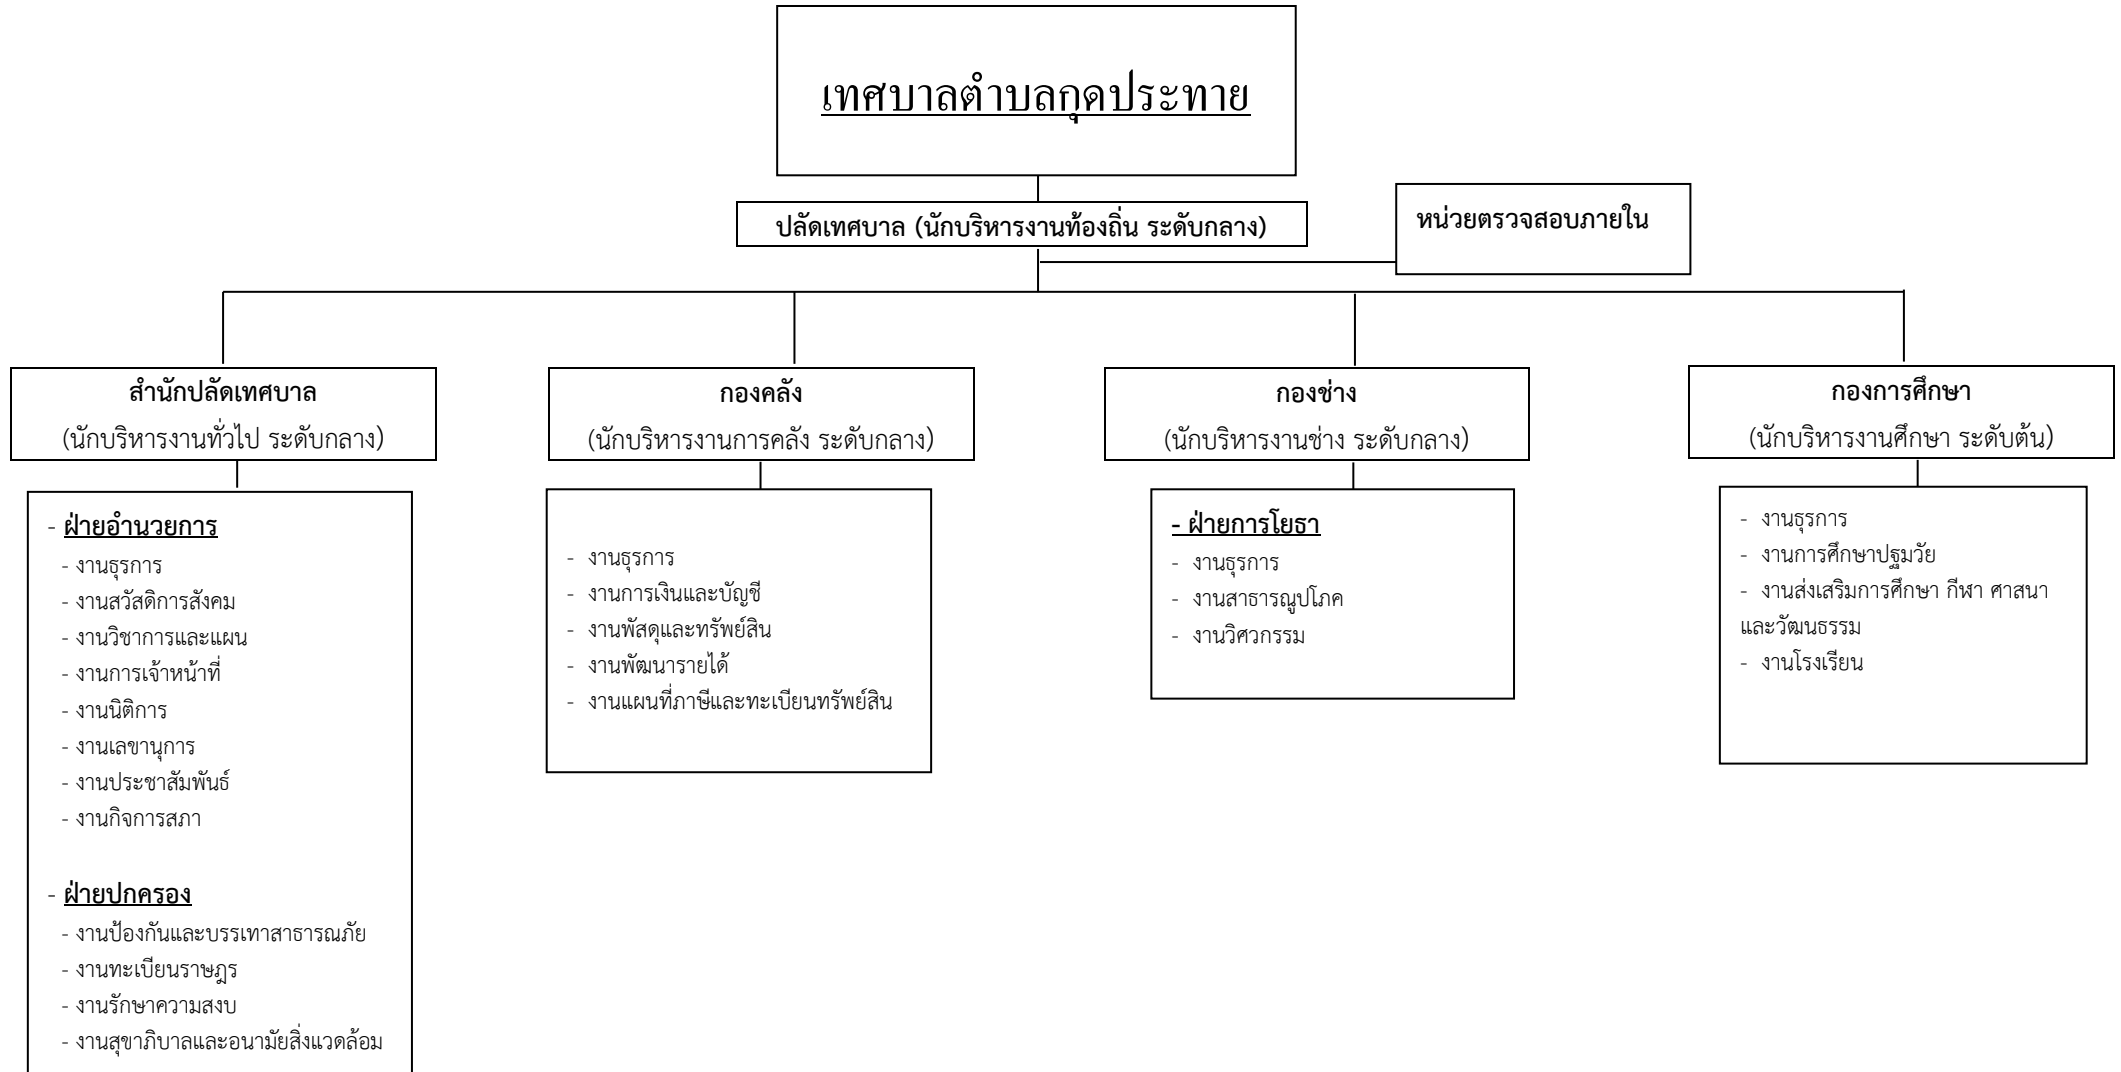 เทศบาลตำบลกุดประทาย
ปลัดเทศบาล (นักบริหารงานท้องถิ่น ระดับกลาง)
หน่วยตรวจสอบภายใน
สำนักปลัดเทศบาล
(นักบริหารงานทั่วไป ระดับกลาง)
กองคลัง
(นักบริหารงานการคลัง ระดับกลาง)
กองช่าง
(นักบริหารงานช่าง ระดับกลาง)
กองการศึกษา
(นักบริหารงานศึกษา ระดับต้น)
- ฝ่ายอำนวยการ
- งานธุรการ
- งานสวัสดิการสังคม
- งานวิชาการและแผน
- งานการเจ้าหน้าที่
- งานนิติการ
- งานเลขานุการ
- งานประชาสัมพันธ์
- งานกิจการสภา
- ฝ่ายปกครอง
- งานป้องกันและบรรเทาสาธารณภัย
- งานทะเบียนราษฎร
- งานรักษาความสงบ
- งานสุขาภิบาลและอนามัยสิ่งแวดล้อม
- งานธุรการ
- งานการเงินและบัญชี
- งานพัสดุและทรัพย์สิน
- งานพัฒนารายได้
- งานแผนที่ภาษีและทะเบียนทรัพย์สิน
- ฝ่ายการโยธา
- งานธุรการ
- งานสาธารณูปโภค
- งานวิศวกรรม
- งานธุรการ
- งานการศึกษาปฐมวัย
- งานส่งเสริมการศึกษา กีฬา ศาสนา
และวัฒนธรรม
- งานโรงเรียน